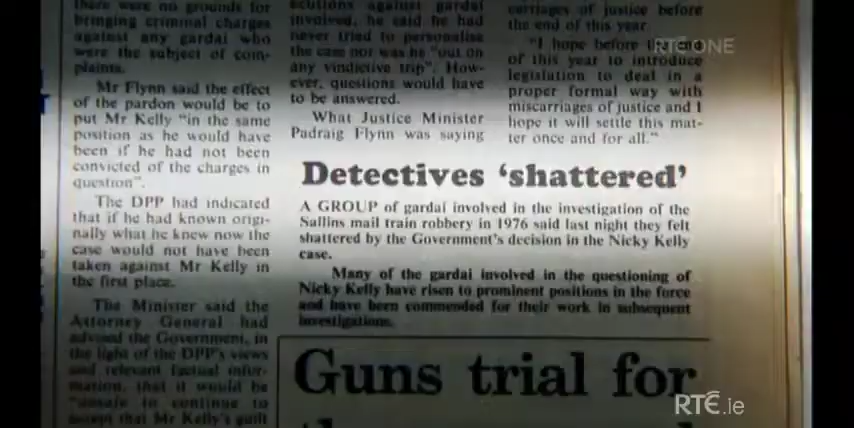 there were no grounds for
bringing criminal charges
against any gardai who
were the subject of com-
plaints.
Mr Flynn said the effect
of the pardon would be to
put Mr Kelly "in the same
position as he would have
been if he had not been
convicted of the charges in
question".
The DPP had indicated
that if he had known origi-
nally what he knew now the
case would not have been
taken against Mr Kelly in
the first place.
The Minister said the
Attorney General had
advised the Government, in
the light of the DPP's views
and relevant factual infor-
mation, that it would be
"unsafe to continue to
accept that Mr Kelly's guilt
ecutions against gardai
involved, he said he had
never tried to personalise
the case nor was he "out on
any vindictive trip". How-
ever, questions would have
to be answered.
What Justice Minister
Padraig Flynn was saying
carriages of justice before
the end of this year.
"I hope before the end
of this year to introduce
legislation to deal in a
proper formal way with
miscarriages of justice and I
hope it will settle this mat-
ter once and for all."
Detectives 'shattered'
A GROUP of gardai involved in the investigation of the
Sallins mail train robbery in 1976 said last night they felt
shattered by the Government's decision in the Nicky Kelly
case.
Many of the gardai involved in the questioning of
Nicky Kelly have risen to prominent positions in the force
and have been commended for their work in subsequent
investigations.
Guns trial for
RTÉ ONE
RTÉ.ie